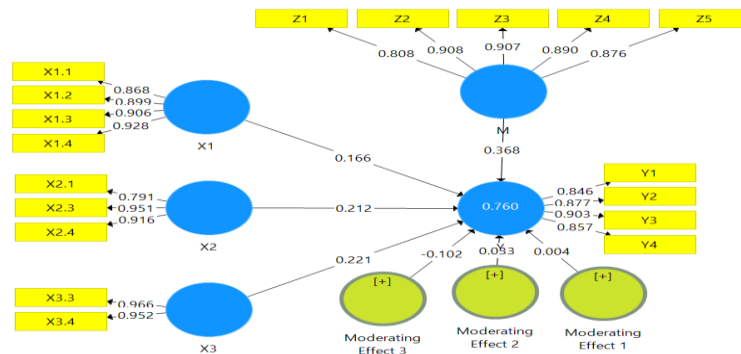 Z1 Z2 Z3 Z4 Z5
0.808 0.908 0.907 0.890 0.876
X1.1
X1.2
X1.3
X1.4
0.868
0.899
0.906
0.928
X1
M
0.166
0.368
X2.1
X2.3
X2.4
0.791
0.951
0.916
X2
0.212
0.760
Y
0.846
0.877
0.903
0.857
Y1
Y2
Y3
Y4
X3.3
X3.4
0.966
0.952
X3
0.221
-0.102 0.033 0.004
[+] [+] [+]
Moderating
Effect 3
Moderating
Effect 2
Moderating
Effect 1